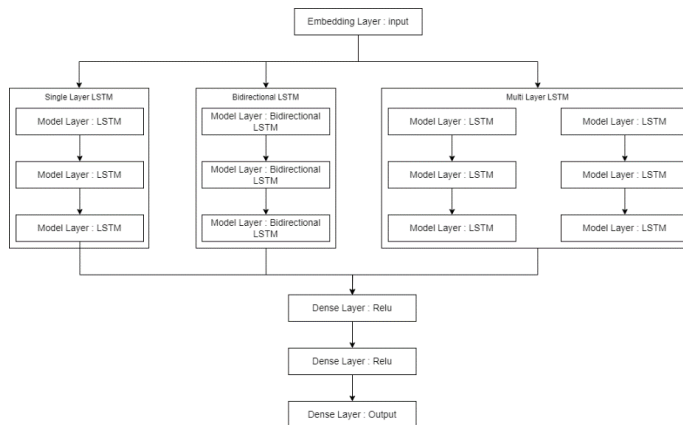 Embedding Layer : input
Single Layer LSTM
Model Layer : LSTM
Model Layer : LSTM
Model Layer : LSTM
Bidirectional LSTM
Model Layer : Bidirectional
LSTM
Model Layer : Bidirectional
LSTM
Model Layer : Bidirectional
LSTM
Multi Layer LSTM
Model Layer : LSTM
Model Layer : LSTM
Model Layer : LSTM
Model Layer : LSTM
Model Layer : LSTM
Model Layer : LSTM
Dense Layer : Relu
Dense Layer : Relu
Dense Layer : Output